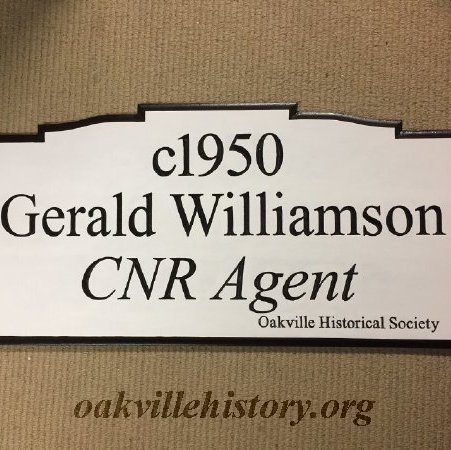 c1950
Gerald Williamson
CNR Agent
Oakville Historical Society
oakvillehistory.org